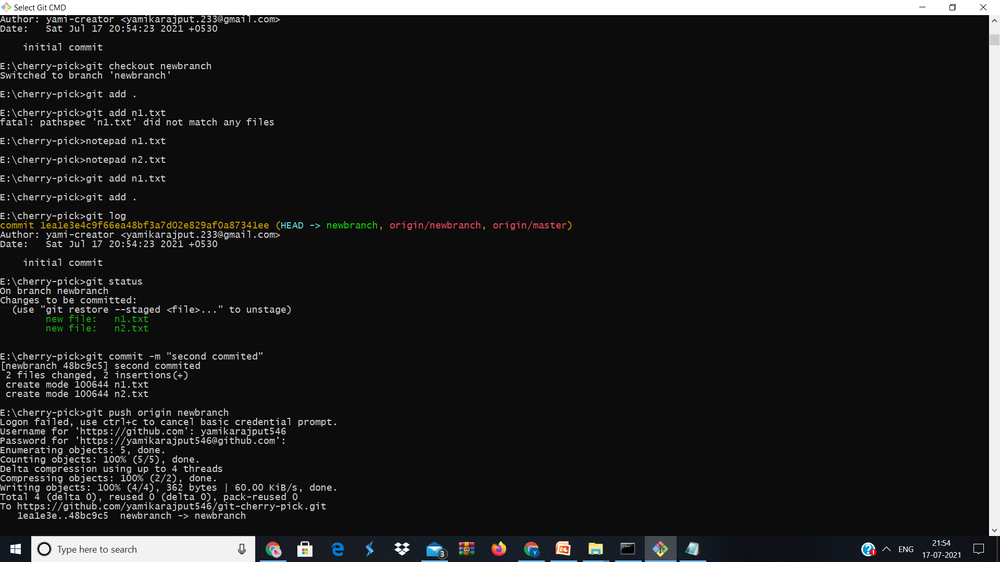 Select Git CMD
Author: yami-creator <yamikarajput.233@gmail.com>
Date:   Sat Jul 17 20:54:23 2021 +0530
    initial commit
E:\cherry-pick>git checkout newbranch
Switched to branch 'newbranch'
E:\cherry-pick>git add .
E:\cherry-pick>git add n1.txt
fatal: pathspec 'n1.txt' did not match any files
E:\cherry-pick>notepad n1.txt
E:\cherry-pick>notepad n2.txt
E:\cherry-pick>git add n1.txt
E:\cherry-pick>git add .
E:\cherry-pick>git log
commit 1ea1e3e4c9f66ea48bf3a7d02e829af0a87341ee (HEAD -> newbranch, origin/newbranch, origin/master)
Author: yami-creator <yamikarajput.233@gmail.com>
Date:   Sat Jul 17 20:54:23 2021 +0530
    initial commit
E:\cherry-pick>git status
On branch newbranch
Changes to be committed:
  (use "git restore --staged <file>..." to unstage)
        new file:   n1.txt
        new file:   n2.txt
E:\cherry-pick>git commit -m "second commited"
[newbranch 48bc9c5] second commited
 2 files changed, 2 insertions(+)
 create mode 100644 n1.txt
 create mode 100644 n2.txt
E:\cherry-pick>git push origin newbranch
Logon failed, use ctrl+c to cancel basic credential prompt.
Username for 'https://github.com': yamikarajput546
Password for 'https://yamikarajput546@github.com':
Enumerating objects: 5, done.
Counting objects: 100% (5/5), done.
Delta compression using up to 4 threads
Compressing objects: 100% (2/2), done.
Writing objects: 100% (4/4), 362 bytes | 60.00 KiB/s, done.
Total 4 (delta 0), reused 0 (delta 0), pack-reused 0
To https://github.com/yamikarajput546/git-cherry-pick.git
   1ea1e3e..48bc9c5  newbranch -> newbranch
Type here to search
3
Y
ENG
21:54
17-07-2021